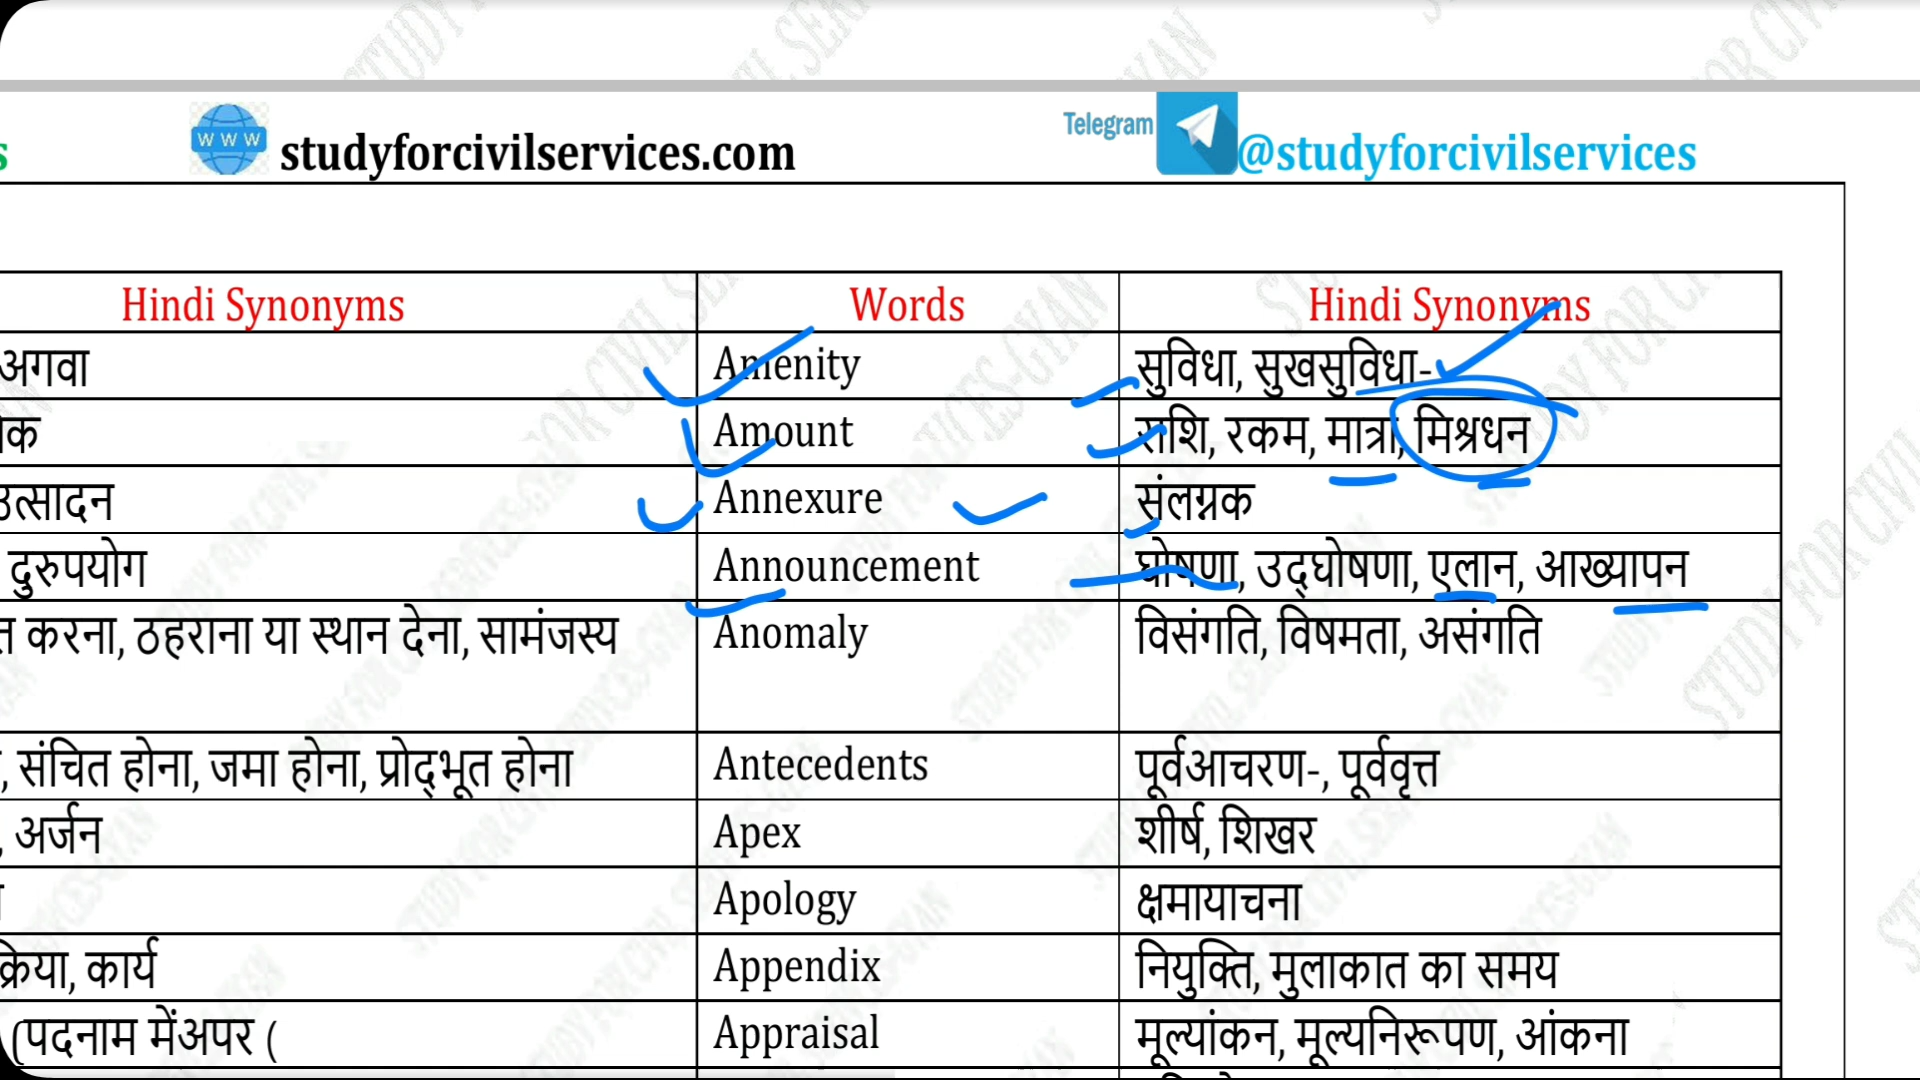 s studyforcivilservices.com Telegram @studyforcivilservices
Hindi Synonyms Words Hindi Synonyms
अगवा Amenity सुविधा, सुखसुविधा-
Amount राशि, रकम, मात्रा, मिश्रधन
उत्सादन Annexure संलग्नक
दुरुपयोग Announcement घोषणा, उद्घोषणा, एलान, आख्यापन
त करना, ठहराना या स्थान देना, सामंजस्य Anomaly विसंगति, विषमता, असंगति
, संचित होना, जमा होना, प्रोद्भूत होना Antecedents पूर्वआचरण-, पूर्ववृत्त
, अर्जन Apex शीर्ष, शिखर
Apology क्षमायाचना
क्रिया, कार्य Appendix नियुक्ति, मुलाकात का समय
(पदनाम मेंअपर ( Appraisal मूल्यांकन, मूल्यनिरूपण, आंकना